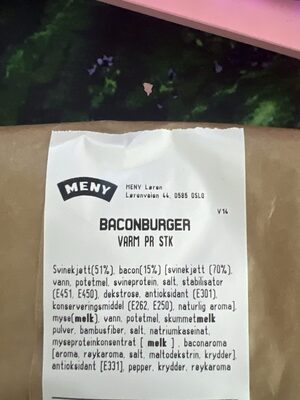 MENY
MENY Løren
Lørenveien 44, 0585 OSLO
V14
BACONBURGER
VARM PR STK
Svinekjøtt(51%), bacon(15%) [svinekjøtt (70%),
vann, potetmel, svineprotein, salt, stabilisator
(E451, E450), dekstrose, antioksidant (E301),
konserveringsmiddel (E262, E250), naturlig aroma],
myse(melk), vann, potetmel, skummetmelk
pulver, bambusfiber, salt, natriumkaseinat,
myseproteinkonsentrat [ melk ] , baconaroma
[aroma, røykaroma, salt, maltodekstrin, krydder],
antioksidant [E331], pepper, krydder, røykaroma